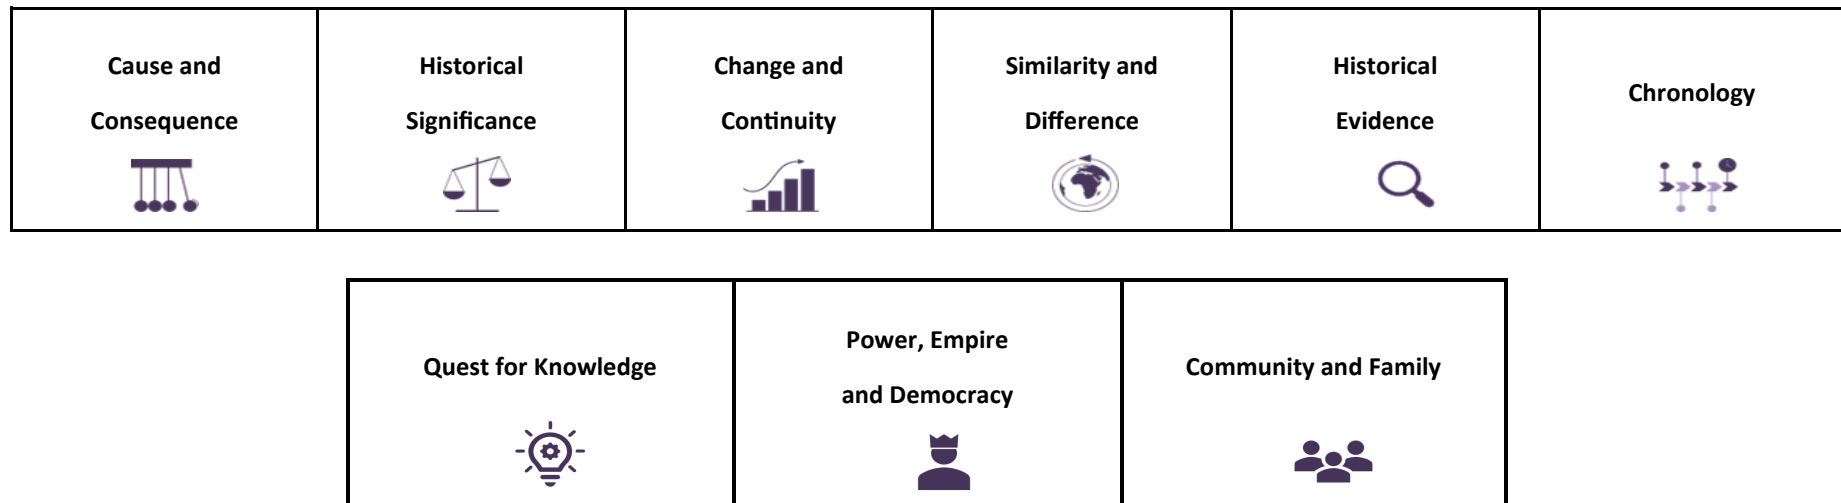 Cause and
Consequence
Historical
Significance
Change and
Continuity
Similarity and
Difference
Historical
Evidence
Chronology
Quest for Knowledge
Power, Empire
and Democracy
Community and Family